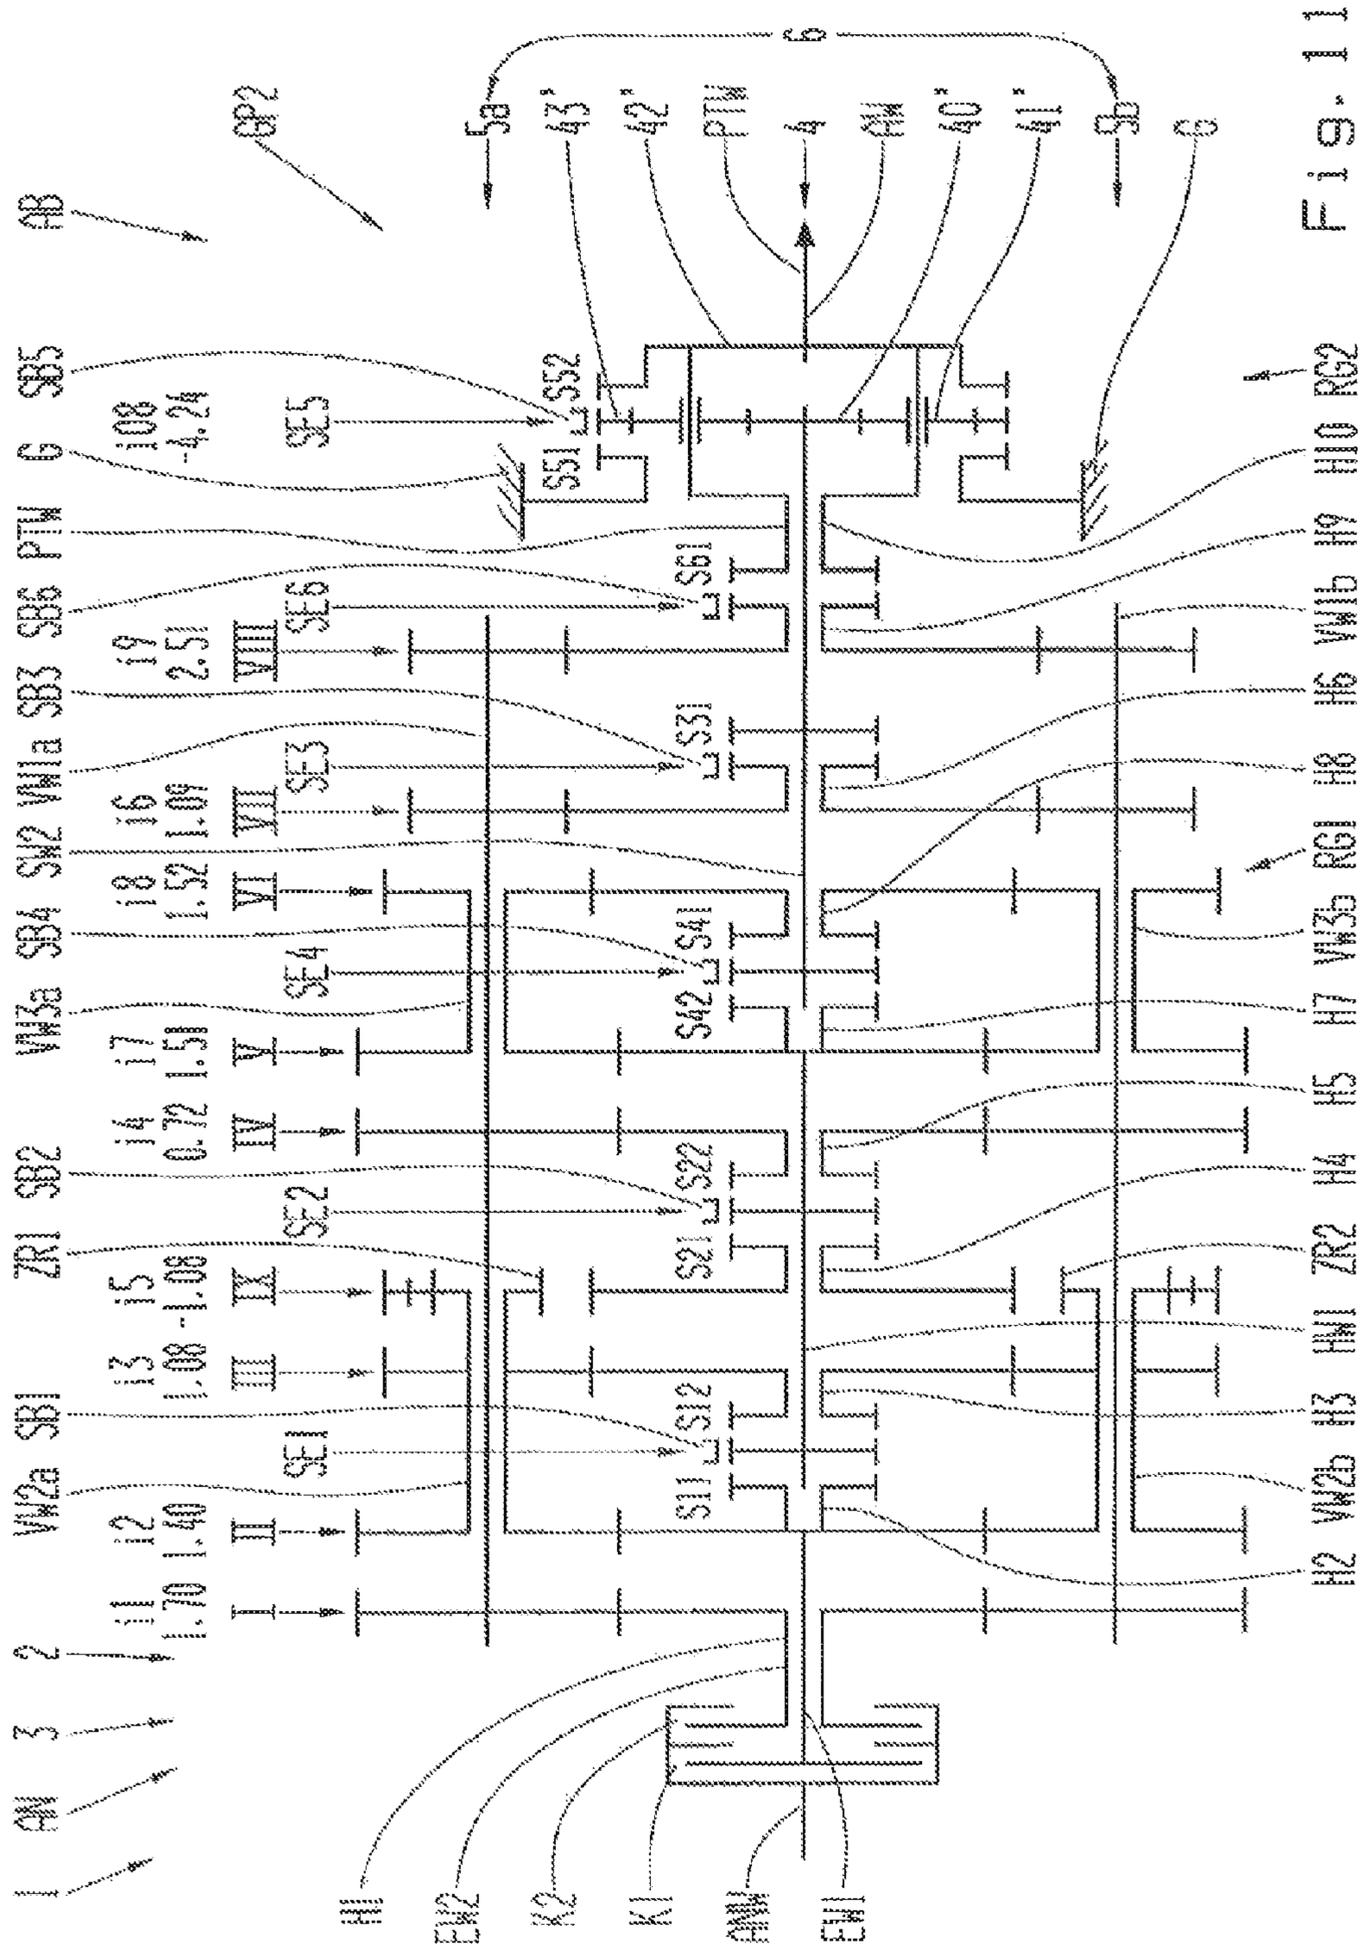 1 AN 3 2 VW2a SB1 ZR1 SB2 VW3a SB4 SW2 VW1a SB3 SB6 PTW G SB5 AB
i1 i2 i3 i5 i4 i7 i8 i6 i9 i08
1.70 1.40 1.08 -1.08 0.72 1.51 1.52 1.09 2.51 -4.24
I II III IX IV V VI VII VIII
GP2
SE1 SE2 SE4 SE3 SE6 SE5
S11 S12 S21 S22 S42 S41 S31 S61 S51 S52
H1
EW2
K2
K1
ANW
EW1
5a
43"
42"
PTW
4
AW
40"
41"
5b
G
6
H2 VW2b H3 HW1 ZR2 H4 H5 H7 VW3b RG1 H8 H6 VW1b H9 H10 RG2
Fig. 11